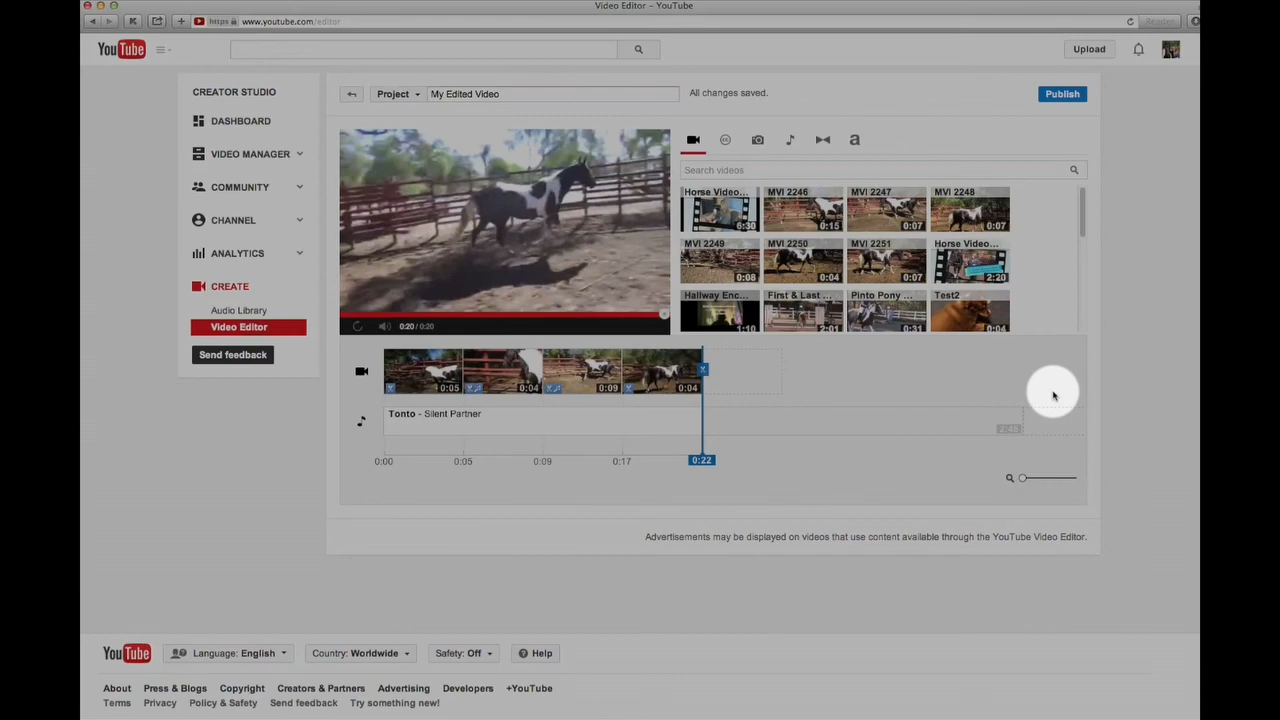 Video Editor – YouTube
https www.youtube.com/editor
Reader
YouTube
Upload
CREATOR STUDIO
DASHBOARD
VIDEO MANAGER
COMMUNITY
CHANNEL
ANALYTICS
CREATE
Audio Library
Video Editor
Send feedback
Project
My Edited Video
All changes saved.
Publish
cc
a
Search videos
Horse Video...
MVI 2246
MVI 2247
MVI 2248
6:30
0:15
0:07
0:07
MVI 2249
MVI 2250
MVI 2251
Horse Video...
0:08
0:04
0:07
2:20
Hallway Enc...
First & Last ...
Pinto Pony ...
Test2
1:10
2:01
0:31
0:04
0:20 / 0:20
0:05
0:04
0:09
0:04
Tonto - Silent Partner
2:48
0:00
0:05
0:09
0:17
0:22
Advertisements may be displayed on videos that use content available through the YouTube Video Editor.
YouTube
Language: English
Country: Worldwide
Safety: Off
Help
About
Press & Blogs
Copyright
Creators & Partners
Advertising
Developers
+YouTube
Terms
Privacy
Policy & Safety
Send feedback
Try something new!